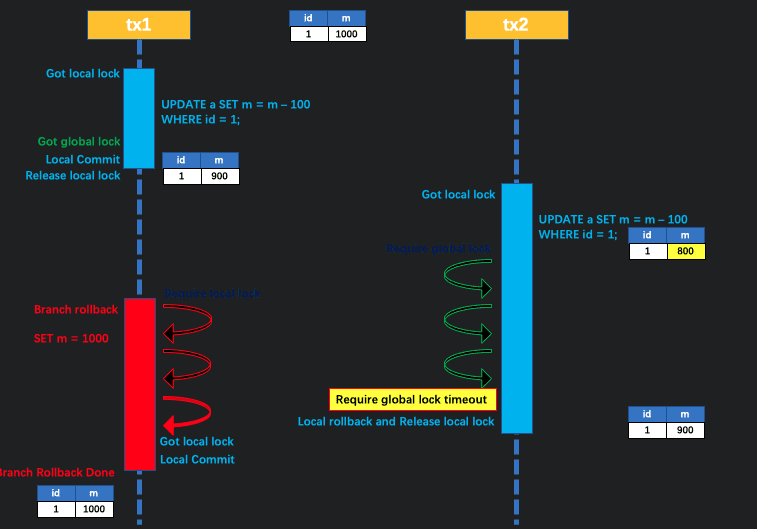 tx1
id m
1 1000
tx2
Got local lock
UPDATE a SET m = m – 100
WHERE id = 1;
Got global lock
Local Commit
Release local lock
id m
1 900
Got local lock
UPDATE a SET m = m – 100
WHERE id = 1;
id m
1 800
Require global lock
Require local lock
Branch rollback
SET m = 1000
Require global lock timeout
Local rollback and Release local lock
id m
1 900
Got local lock
Local Commit
Branch Rollback Done
id m
1 1000